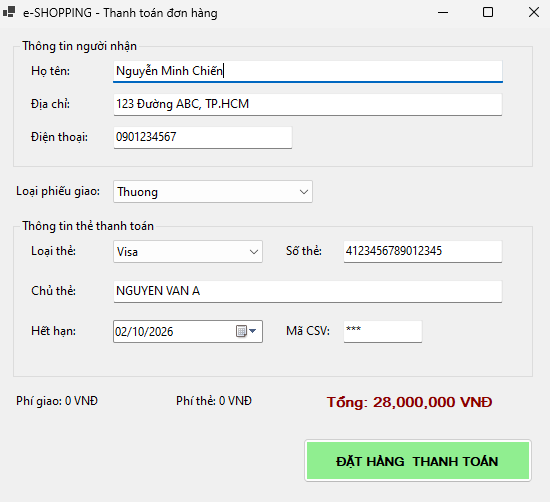 e-SHOPPING - Thanh toán đơn hàng
Thông tin người nhận
Họ tên: Nguyễn Minh Chiến
Địa chỉ: 123 Đường ABC, TP.HCM
Điện thoại: 0901234567
Loại phiếu giao: Thuong
Thông tin thẻ thanh toán
Loại thẻ: Visa Số thẻ: 4123456789012345
Chủ thẻ: NGUYEN VAN A
Hết hạn: 02/10/2026 Mã CSV: ***
Phí giao: 0 VNĐ Phí thẻ: 0 VNĐ Tổng: 28,000,000 VNĐ
ĐẶT HÀNG THANH TOÁN